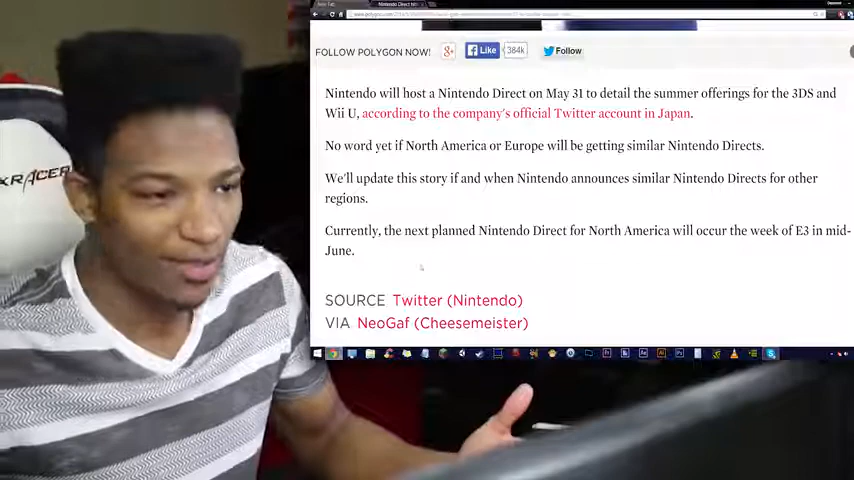 Nintendo Direct
FOLLOW POLYGON NOW!
Like
384k
Follow
Nintendo will host a Nintendo Direct on May 31 to detail the summer offerings for the 3DS and
Wii U, according to the company's official Twitter account in Japan.
No word yet if North America or Europe will be getting similar Nintendo Directs.
We'll update this story if and when Nintendo announces similar Nintendo Directs for other
regions.
Currently, the next planned Nintendo Direct for North America will occur the week of E3 in mid-
June.
SOURCE Twitter (Nintendo)
VIA NeoGaf (Cheesemeister)
XRACER